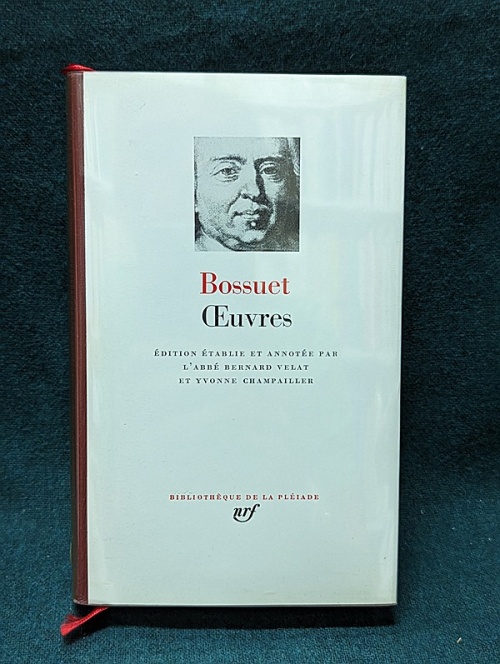 Bossuet
Œuvres
ÉDITION ÉTABLIE ET ANNOTÉE PAR
L'ABBÉ BERNARD VELAT
ET YVONNE CHAMPAILLER
BIBLIOTHÈQUE DE LA PLÉIADE
nrf